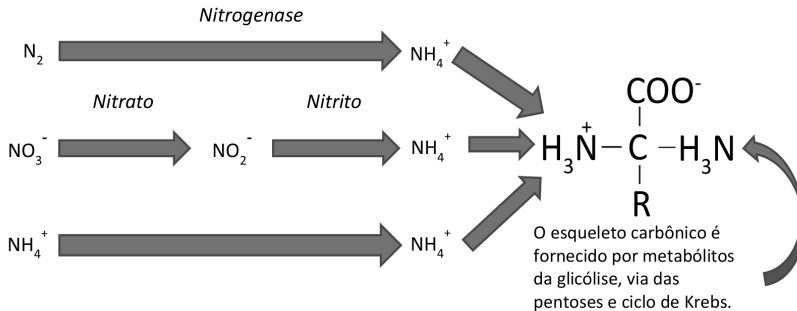 Nitrogenase
N₂ NH₄⁺
Nitrato Nitrito
NO₃⁻ NO₂⁻ NH₄⁺
NH₄⁺ NH₄⁺
COO⁻
H₃N⁺ – C – H₃N
R
O esqueleto carbônico é
fornecido por metabólitos
da glicólise, via das
pentoses e ciclo de Krebs.